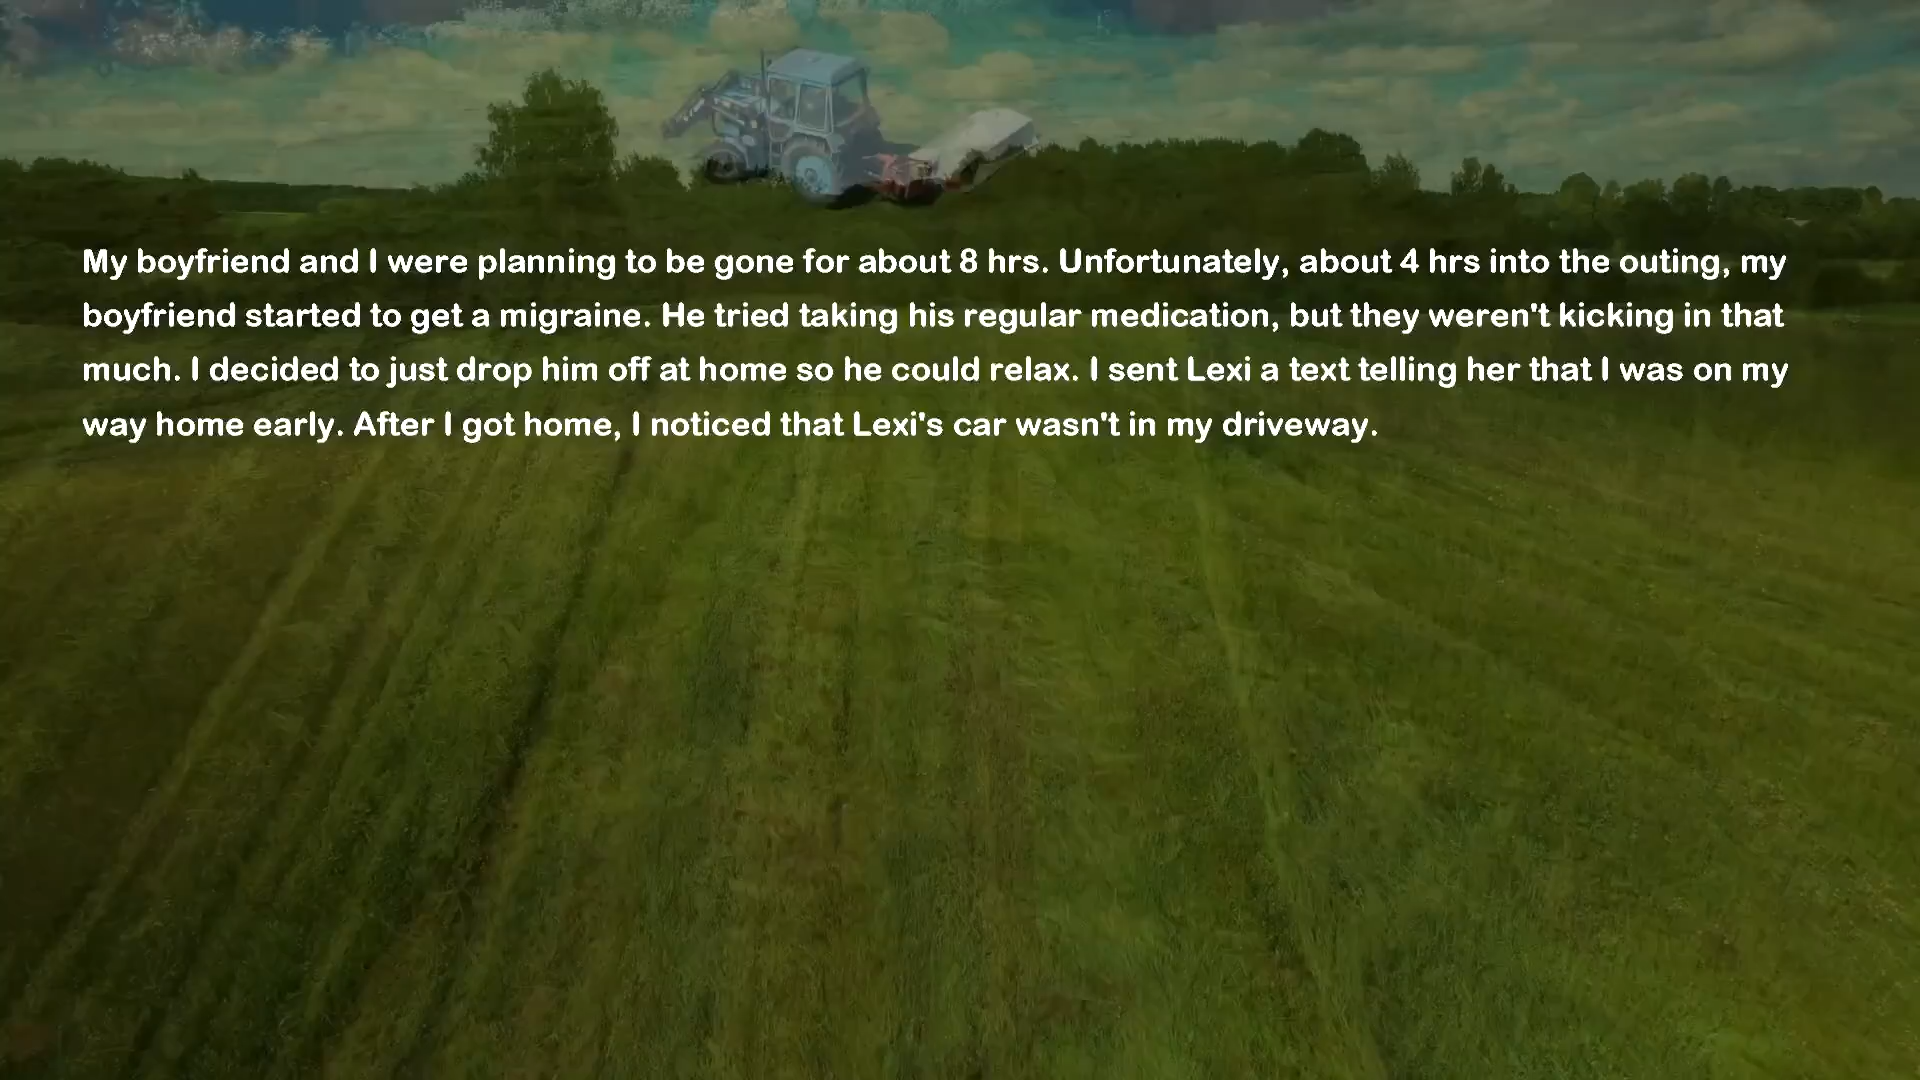 My boyfriend and I were planning to be gone for about 8 hrs. Unfortunately, about 4 hrs into the outing, my
boyfriend started to get a migraine. He tried taking his regular medication, but they weren't kicking in that
much. I decided to just drop him off at home so he could relax. I sent Lexi a text telling her that I was on my
way home early. After I got home, I noticed that Lexi's car wasn't in my driveway.